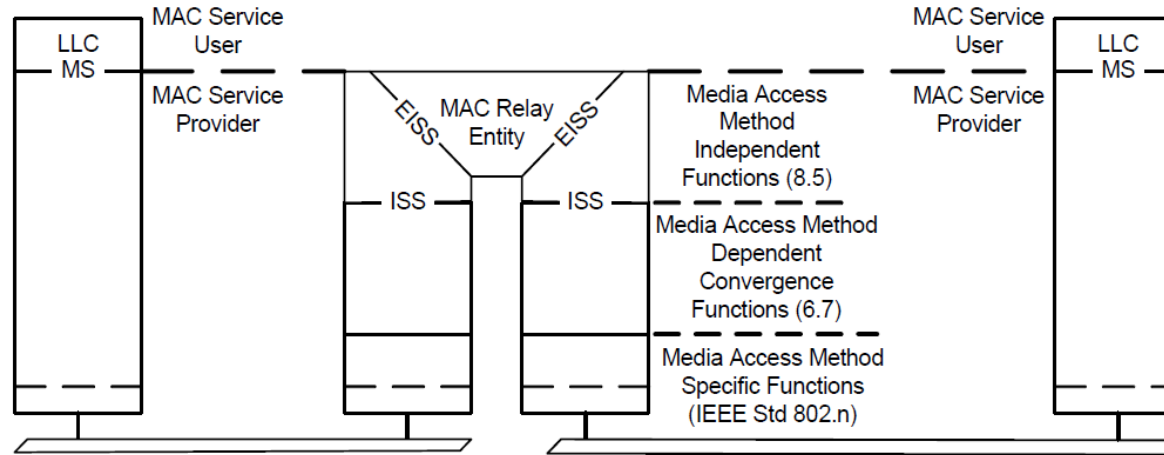 MAC Service
User
LLC
MS
MAC Service
Provider
EISS
MAC Relay
Entity
EISS
ISS
ISS
Media Access
Method
Independent
Functions (8.5)
Media Access Method
Dependent
Convergence
Functions (6.7)
Media Access Method
Specific Functions
(IEEE Std 802.n)
MAC Service
User
MAC Service
Provider
LLC
MS